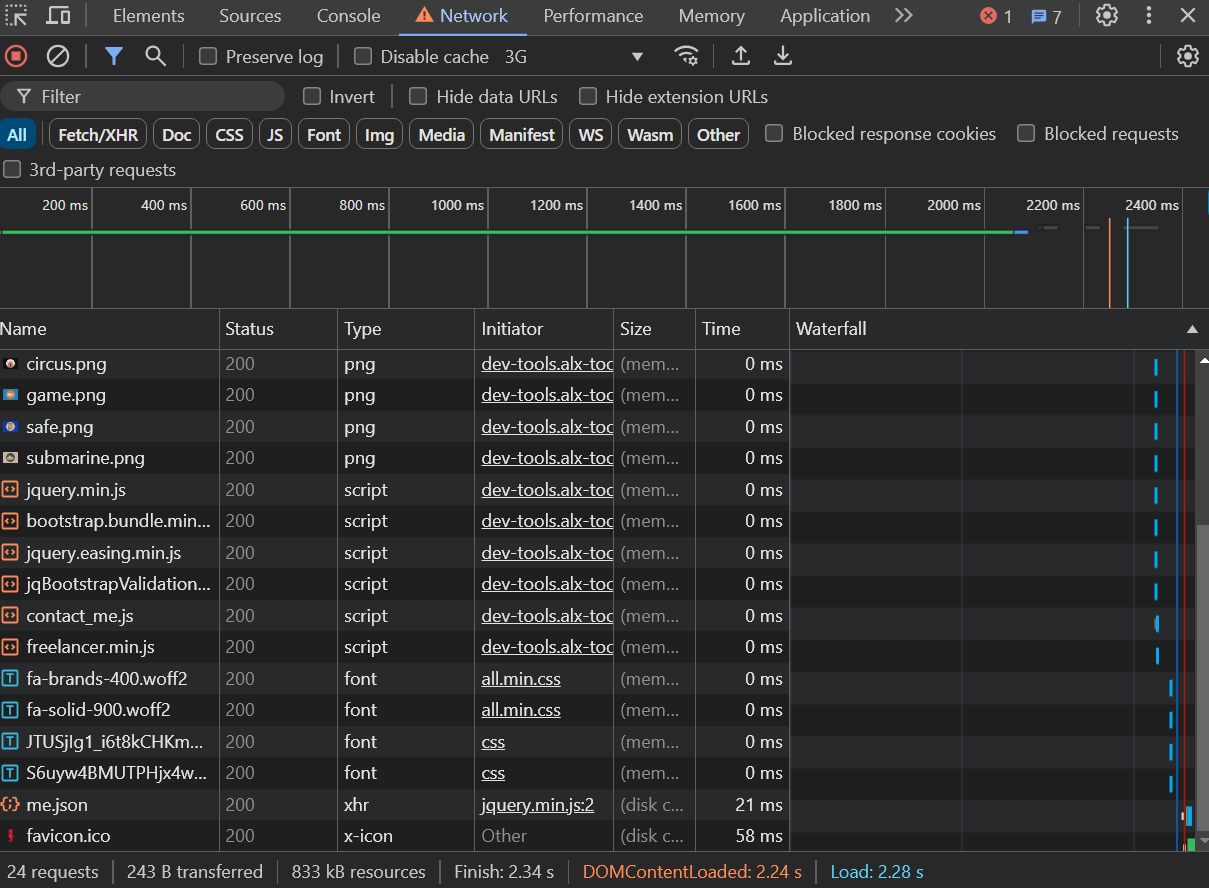 Elements Sources Console Network Performance Memory Application 1 7
Preserve log Disable cache 3G
Filter Invert Hide data URLs Hide extension URLs
All Fetch/XHR Doc CSS JS Font Img Media Manifest WS Wasm Other Blocked response cookies Blocked requests
3rd-party requests
200 ms 400 ms 600 ms 800 ms 1000 ms 1200 ms 1400 ms 1600 ms 1800 ms 2000 ms 2200 ms 2400 ms
Name Status Type Initiator Size Time Waterfall
circus.png 200 png dev-tools.alx-too (mem... 0 ms
game.png 200 png dev-tools.alx-too (mem... 0 ms
safe.png 200 png dev-tools.alx-too (mem... 0 ms
submarine.png 200 png dev-tools.alx-too (mem... 0 ms
jquery.min.js 200 script dev-tools.alx-too (mem... 0 ms
bootstrap.bundle.min... 200 script dev-tools.alx-too (mem... 0 ms
jquery.easing.min.js 200 script dev-tools.alx-too (mem... 0 ms
jqBootstrapValidation... 200 script dev-tools.alx-too (mem... 0 ms
contact_me.js 200 script dev-tools.alx-too (mem... 0 ms
freelancer.min.js 200 script dev-tools.alx-too (mem... 0 ms
fa-brands-400.woff2 200 font all.min.css (mem... 0 ms
fa-solid-900.woff2 200 font all.min.css (mem... 0 ms
JTUSjIg1_i6t8kCHKm... 200 font css (mem... 0 ms
S6uyw4BMUTPHjx4w... 200 font css (mem... 0 ms
me.json 200 xhr jquery.min.js:2 (disk c... 21 ms
favicon.ico 200 x-icon Other (disk c... 58 ms
24 requests 243 B transferred 833 kB resources Finish: 2.34 s DOMContentLoaded: 2.24 s Load: 2.28 s